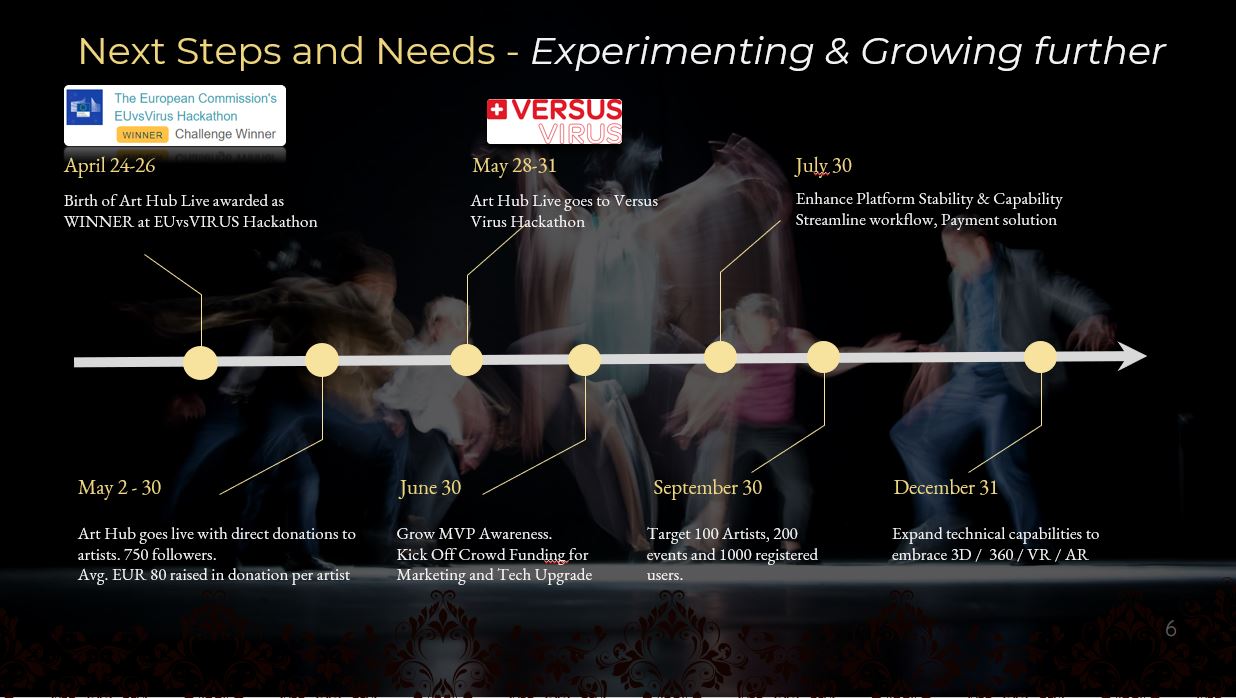 Next Steps and Needs - Experimenting & Growing further
The European Commission's
EUvsVirus Hackathon
WINNER Challenge Winner
April 24-26
Birth of Art Hub Live awarded as
WINNER at EUvsVIRUS Hackathon
VERSUS
VIRUS
May 28-31
Art Hub Live goes to Versus
Virus Hackathon
July 30
Enhance Platform Stability & Capability
Streamline workflow, Payment solution
May 2 - 30
Art Hub goes live with direct donations to
artists. 750 followers.
Avg. EUR 80 raised in donation per artist
June 30
Grow MVP Awareness.
Kick Off Crowd Funding for
Marketing and Tech Upgrade
September 30
Target 100 Artists, 200
events and 1000 registered
users.
December 31
Expand technical capabilities to
embrace 3D / 360 / VR / AR
6